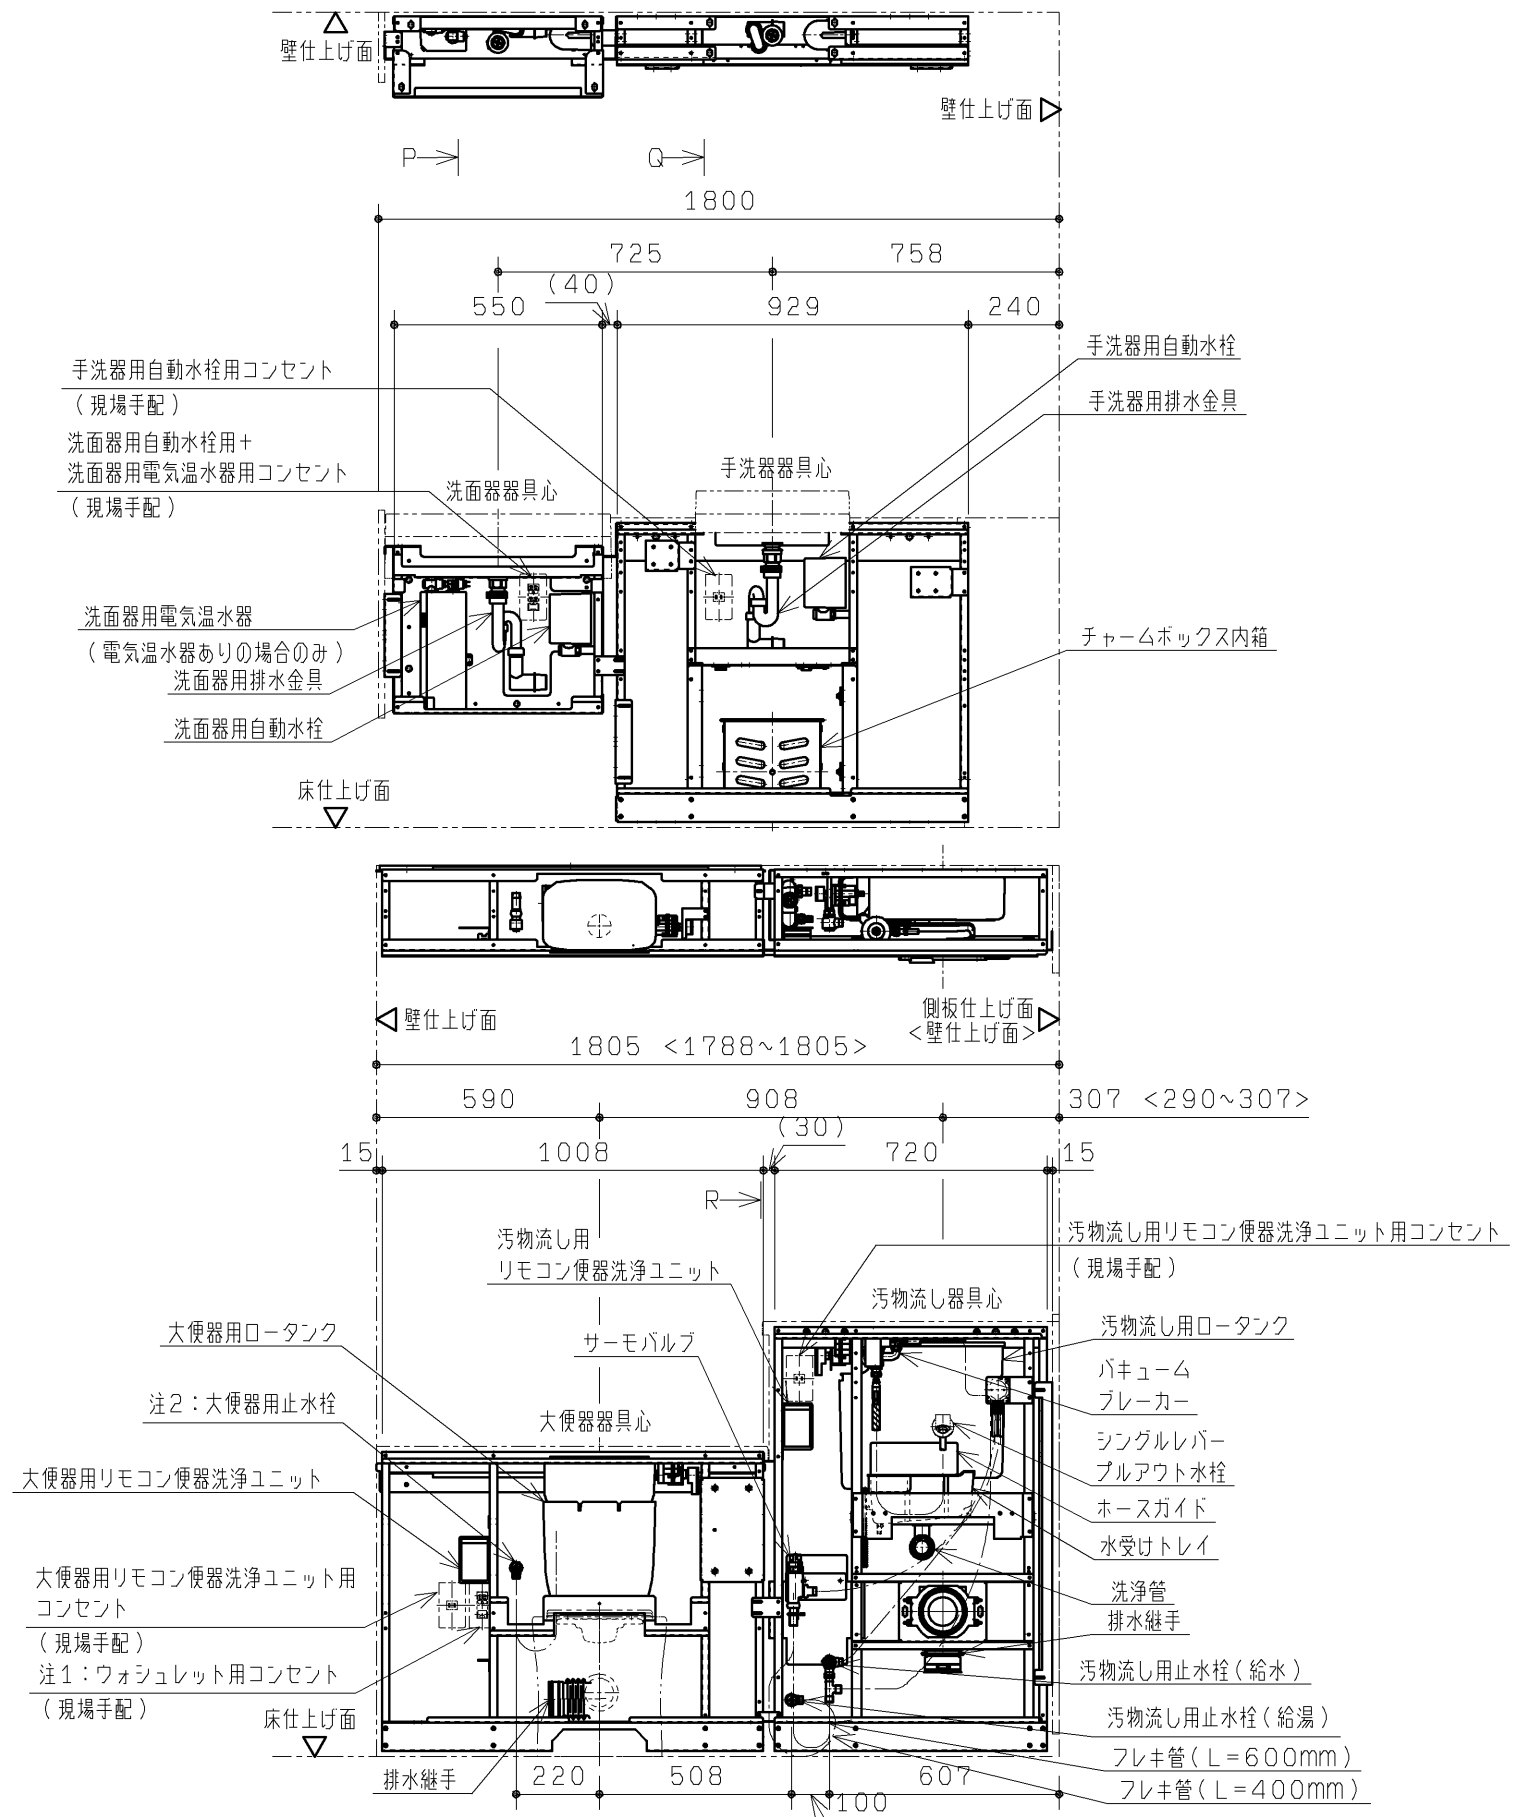 壁仕上げ面
壁仕上げ面
P
Q
1800
725
758
(40)
550
929
240
手洗器用自動水栓用コンセント
(現場手配)
手洗器用自動水栓
手洗器用排水金具
洗面器用自動水栓用+
洗面器用電気温水器用コンセント
(現場手配)
洗面器器具心
手洗器器具心
洗面器用電気温水器
(電気温水器ありの場合のみ)
洗面器用排水金具
洗面器用自動水栓
チャームボックス内箱
床仕上げ面
壁仕上げ面
側板仕上げ面
<壁仕上げ面>
1805 <1788~1805>
590
908
307 <290~307>
(30)
15
1008
720
15
R
汚物流し用
リモコン便器洗浄ユニット
汚物流し用リモコン便器洗浄ユニット用コンセント
(現場手配)
汚物流し器具心
大便器用ロータンク
サーモバルブ
汚物流し用ロータンク
バキューム
ブレーカー
注2:大便器用止水栓
大便器器具心
シングルレバー
プルアウト水栓
大便器用リモコン便器洗浄ユニット
ホースガイド
水受けトレイ
大便器用リモコン便器洗浄ユニット用
コンセント
(現場手配)
洗浄管
排水継手
注1:ウォシュレット用コンセント
(現場手配)
汚物流し用止水栓(給水)
床仕上げ面
汚物流し用止水栓(給湯)
フレキ管(L=600mm)
フレキ管(L=400mm)
排水継手
220
508
607
100